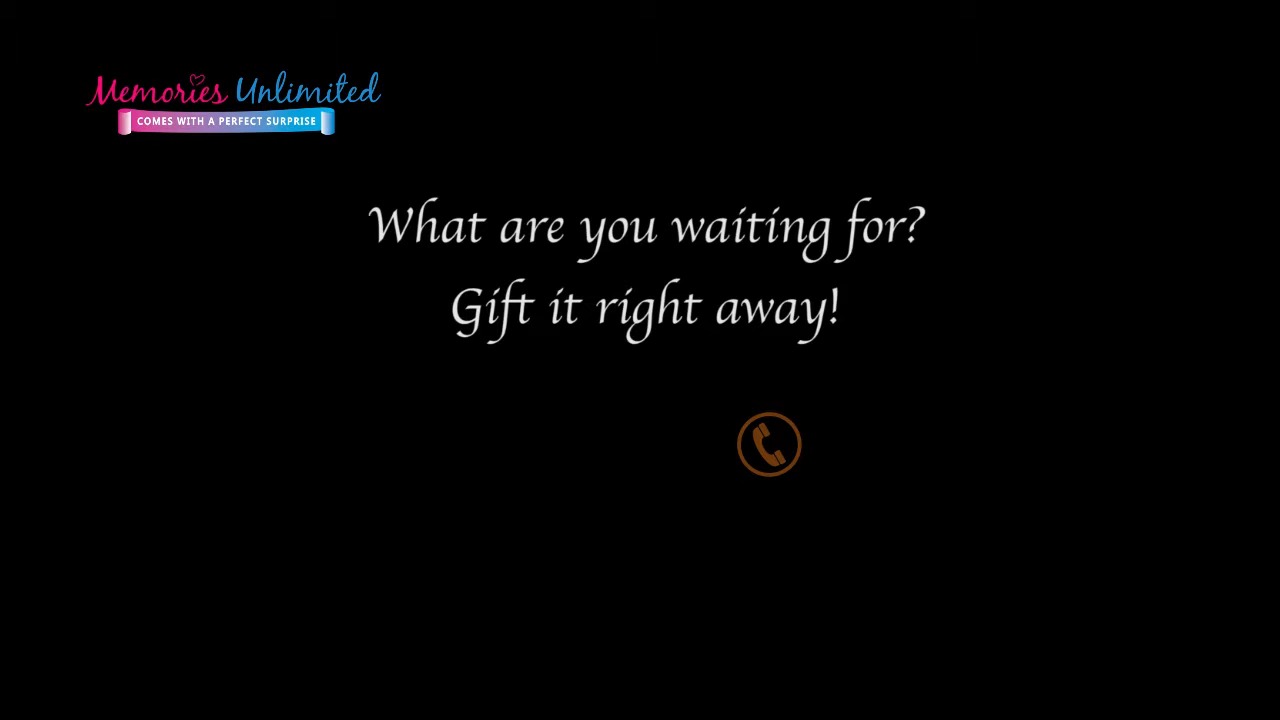 Memories Unlimited
COMES WITH A PERFECT SURPRISE
What are you waiting for?
Gift it right away!